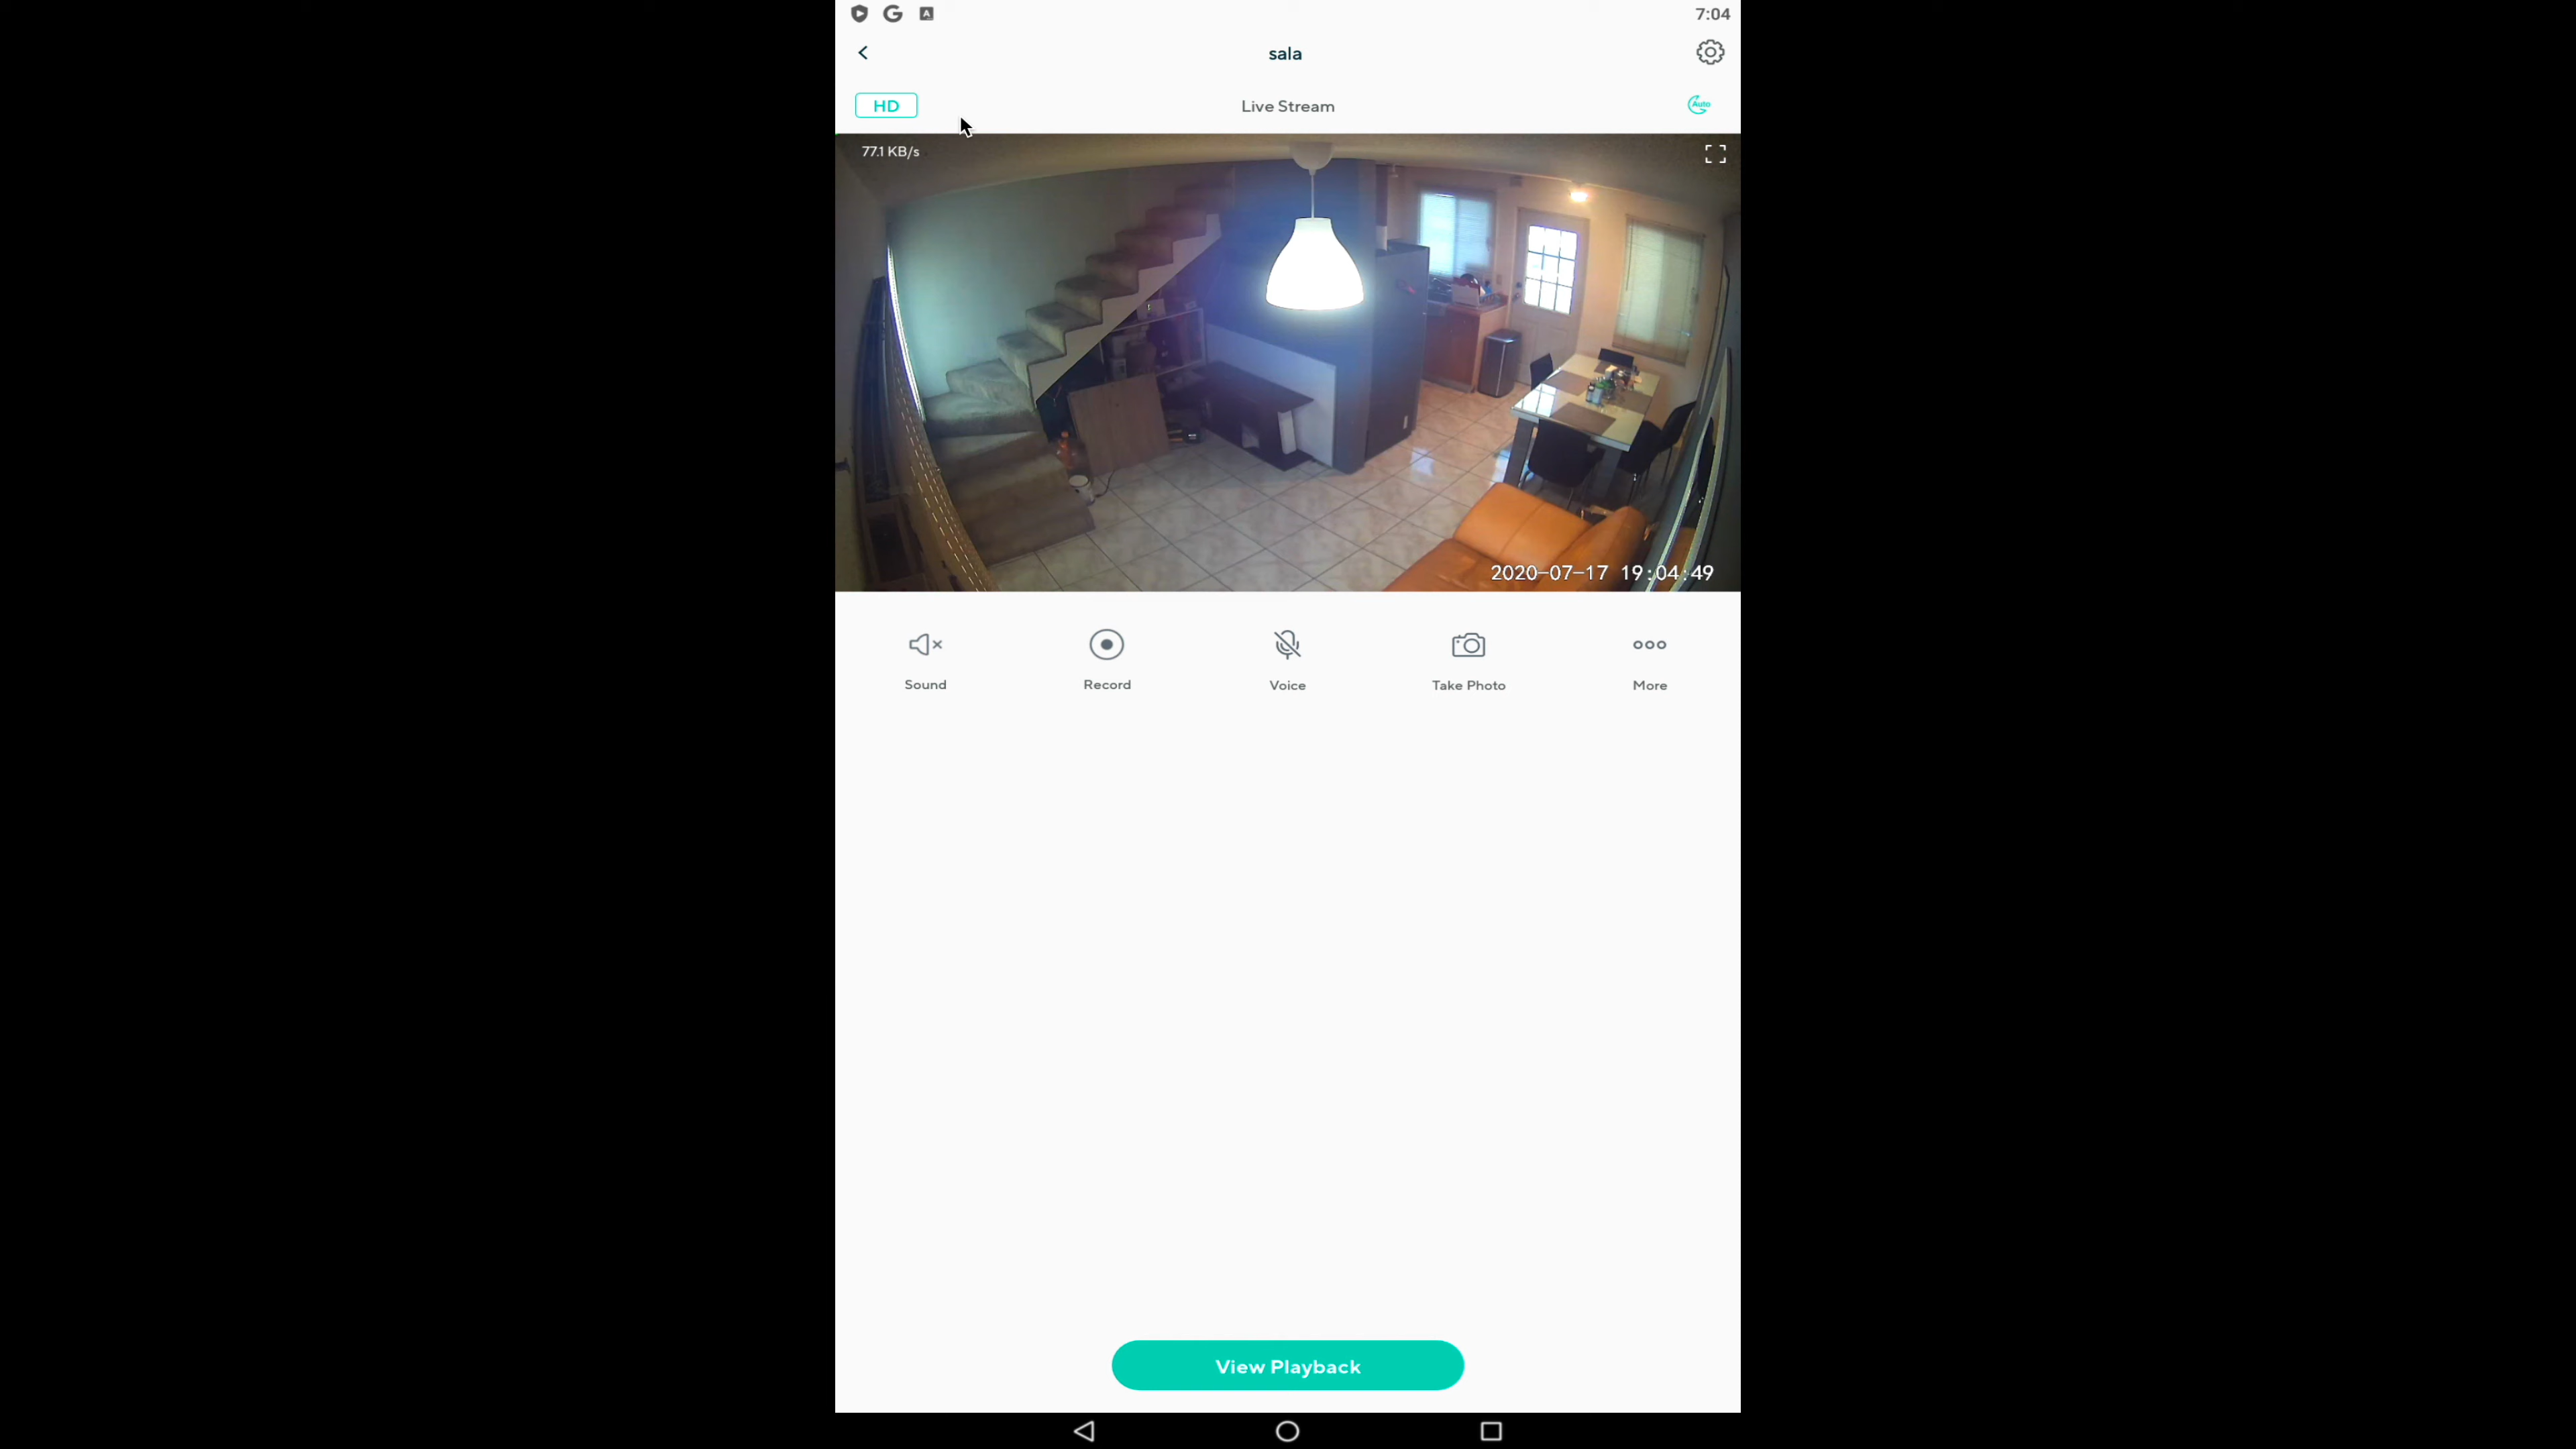 7:04
sala
HD
Live Stream
Auto
77.1 KB/s
2020-07-17 19:04:49
Sound
Record
Voice
Take Photo
More
View Playback